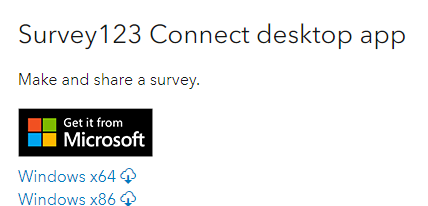 Survey123 Connect desktop app
Make and share a survey.
Get it from
Microsoft
Windows x64
Windows x86